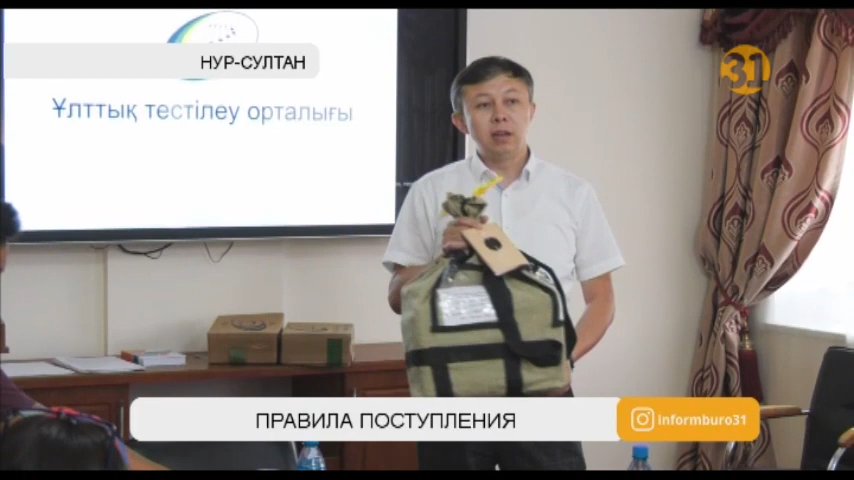 НУР-СУЛТАН
31
Ұлттық тестілеу орталығы
ПРАВИЛА ПОСТУПЛЕНИЯ
informburo31